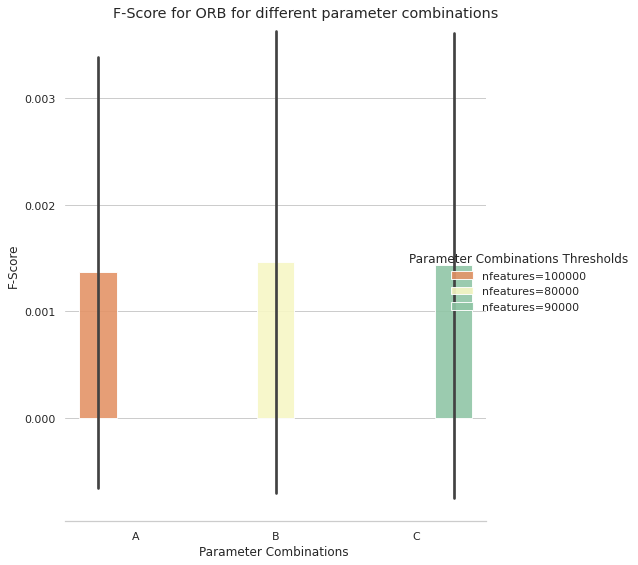 F-Score for ORB for different parameter combinations
0.003
0.002
0.001
0.000
F-Score
A
B
C
Parameter Combinations
Parameter Combinations Thresholds
nfeatures=100000
nfeatures=80000
nfeatures=90000